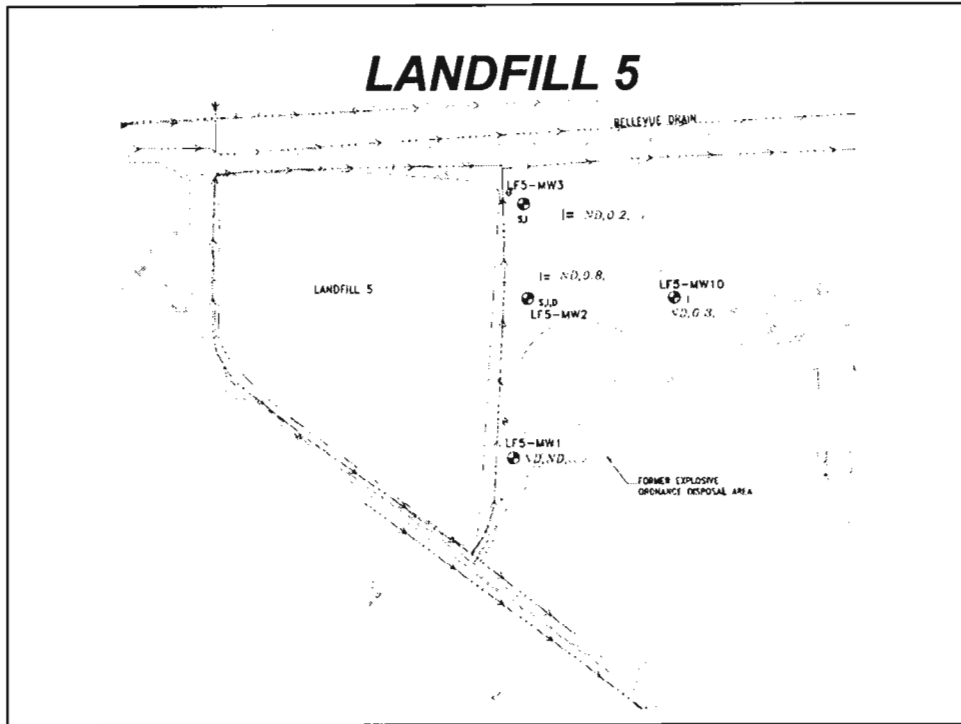 LANDFILL 5
BELLEVUE DRAIN
LF5-MW3
I= ND,0.2,
LANDFILL 5
I= ND,0.8,
LF5-MW10
S,I,D
I
LF5-MW2
ND,0.3,
LF5-MW1
ND,ND,
FORMER EXPLOSIVE
ORDNANCE DISPOSAL AREA